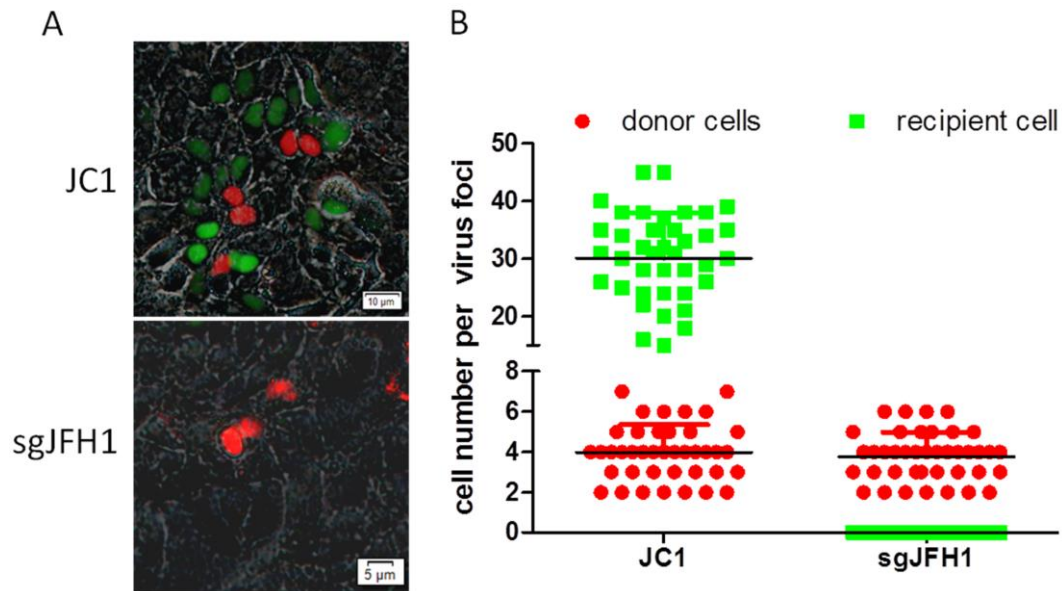 A
JC1
10 µm
sgJFH1
5 µm
B
donor cells recipient cell
cell number per virus foci
50
40
30
20
8
6
4
2
0
JC1 sgJFH1